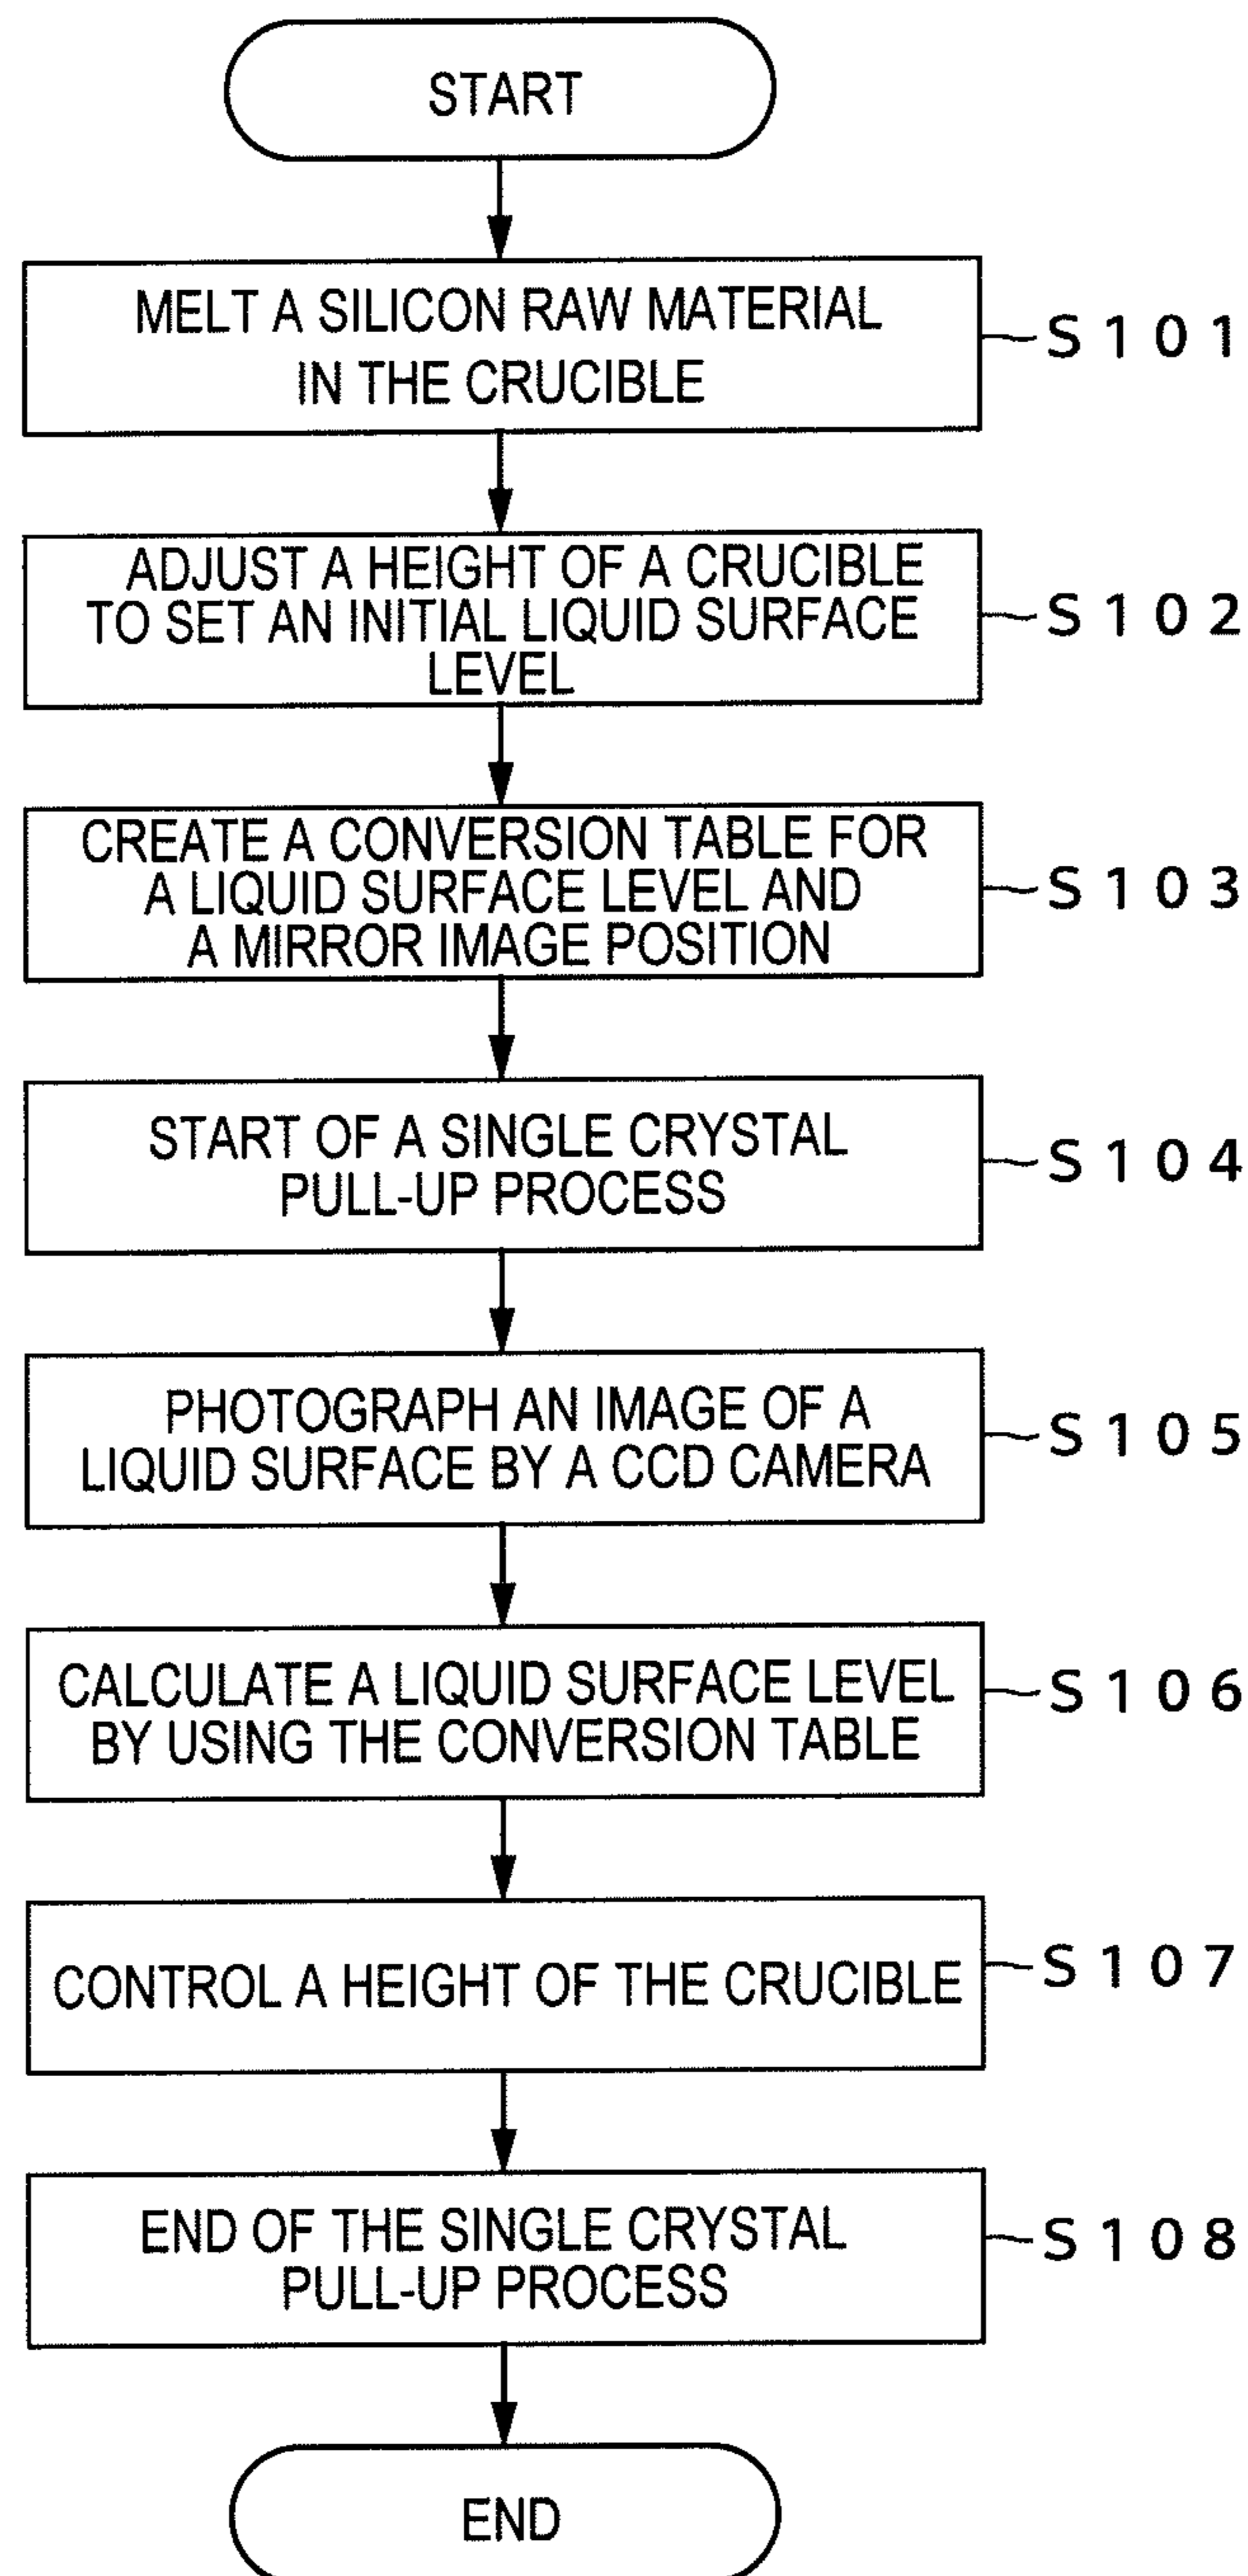 START
MELT A SILICON RAW MATERIAL
IN THE CRUCIBLE
S101
ADJUST A HEIGHT OF A CRUCIBLE
TO SET AN INITIAL LIQUID SURFACE
LEVEL
S102
CREATE A CONVERSION TABLE FOR
A LIQUID SURFACE LEVEL AND
A MIRROR IMAGE POSITION
S103
START OF A SINGLE CRYSTAL
PULL-UP PROCESS
S104
PHOTOGRAPH AN IMAGE OF A
LIQUID SURFACE BY A CCD CAMERA
S105
CALCULATE A LIQUID SURFACE LEVEL
BY USING THE CONVERSION TABLE
S106
CONTROL A HEIGHT OF THE CRUCIBLE
S107
END OF THE SINGLE CRYSTAL
PULL-UP PROCESS
S108
END